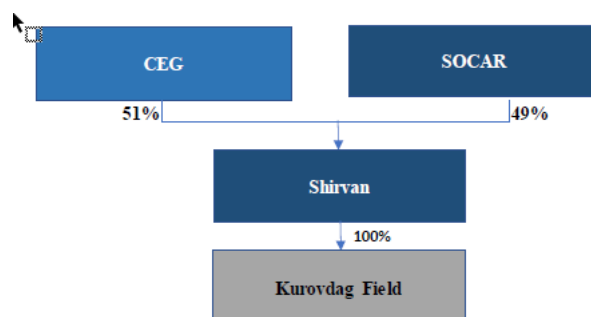 CEG
SOCAR
51%
49%
Shirvan
100%
Kurovdag Field